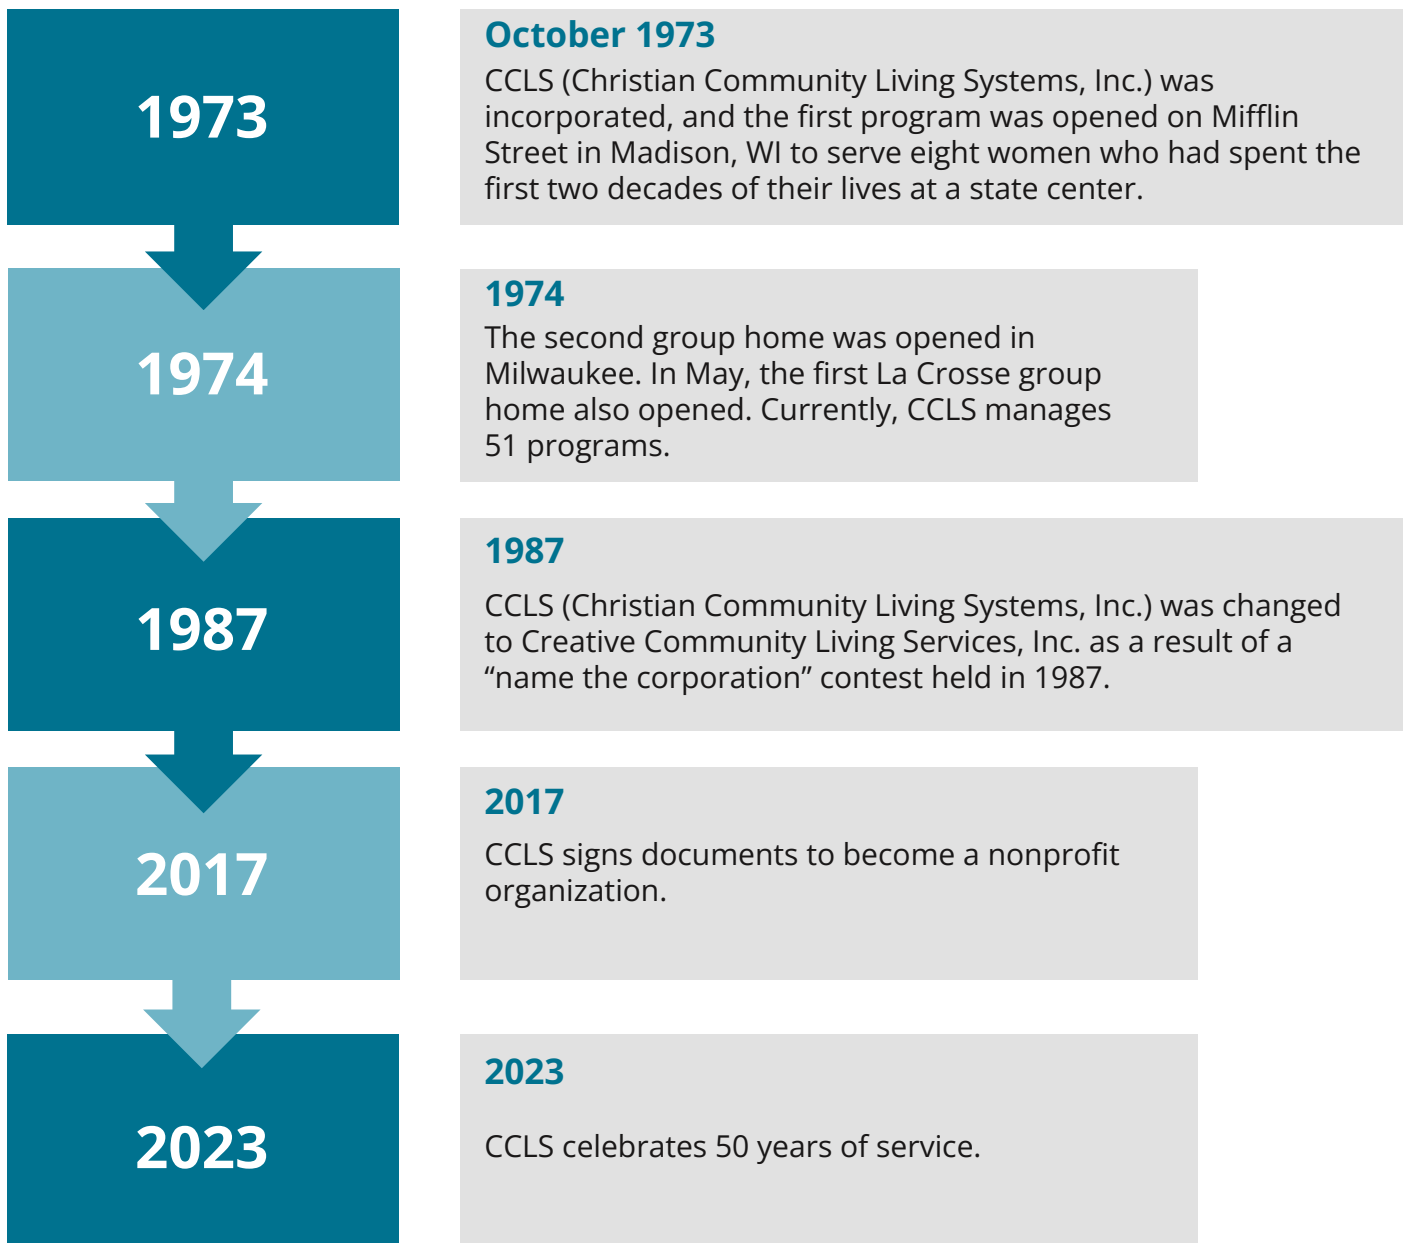 1973
October 1973
CCLS (Christian Community Living Systems, Inc.) was
incorporated, and the first program was opened on Mifflin
Street in Madison, WI to serve eight women who had spent the
first two decades of their lives at a state center.
1974
1974
The second group home was opened in
Milwaukee. In May, the first La Crosse group
home also opened. Currently, CCLS manages
51 programs.
1987
1987
CCLS (Christian Community Living Systems, Inc.) was changed
to Creative Community Living Services, Inc. as a result of a
“name the corporation” contest held in 1987.
2017
2017
CCLS signs documents to become a nonprofit
organization.
2023
2023
CCLS celebrates 50 years of service.